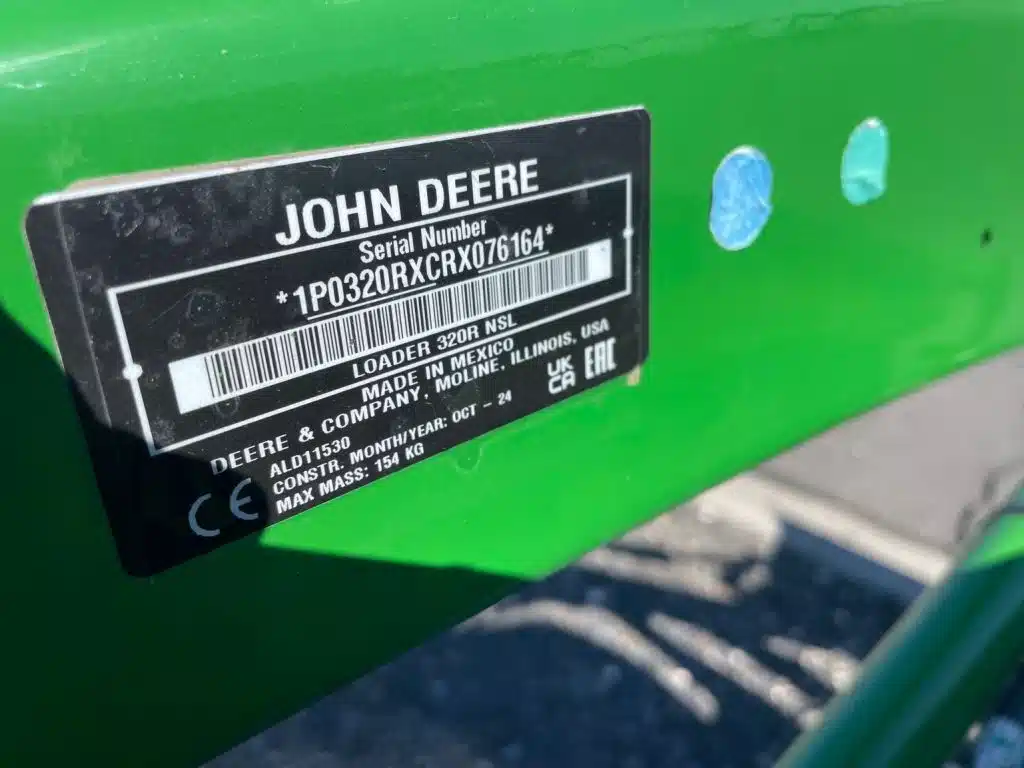 JOHN DEERE
Serial Number
*1P0320RXCRX076164*
LOADER 320R NSL
MADE IN MEXICO
DEERE & COMPANY, MOLINE, ILLINOIS, USA
ALD11530
CONSTR. MONTH/YEAR: OCT - 24
MAX MASS: 154 KG
CE
UK
CA
EAC